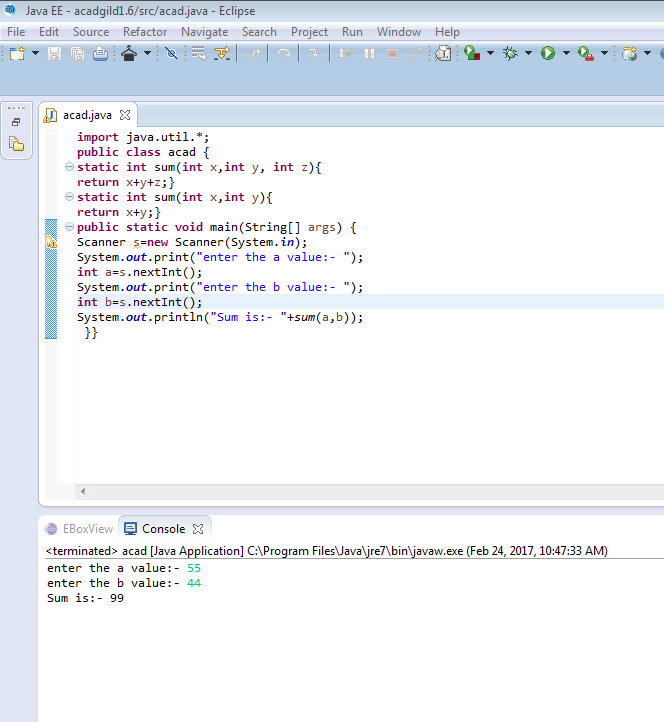 Java EE - acadgild1.6/src/acad.java - Eclipse
File Edit Source Refactor Navigate Search Project Run Window Help
acad.java
import java.util.*;
public class acad {
static int sum(int x,int y, int z){
return x+y+z;}
static int sum(int x,int y){
return x+y;}
public static void main(String[] args) {
Scanner s=new Scanner(System.in);
System.out.print("enter the a value:- ");
int a=s.nextInt();
System.out.print("enter the b value:- ");
int b=s.nextInt();
System.out.println("Sum is:- "+sum(a,b));
}}
EBoxView Console
<terminated> acad [Java Application] C:\Program Files\Java\jre7\bin\javaw.exe (Feb 24, 2017, 10:47:33 AM)
enter the a value:- 55
enter the b value:- 44
Sum is:- 99